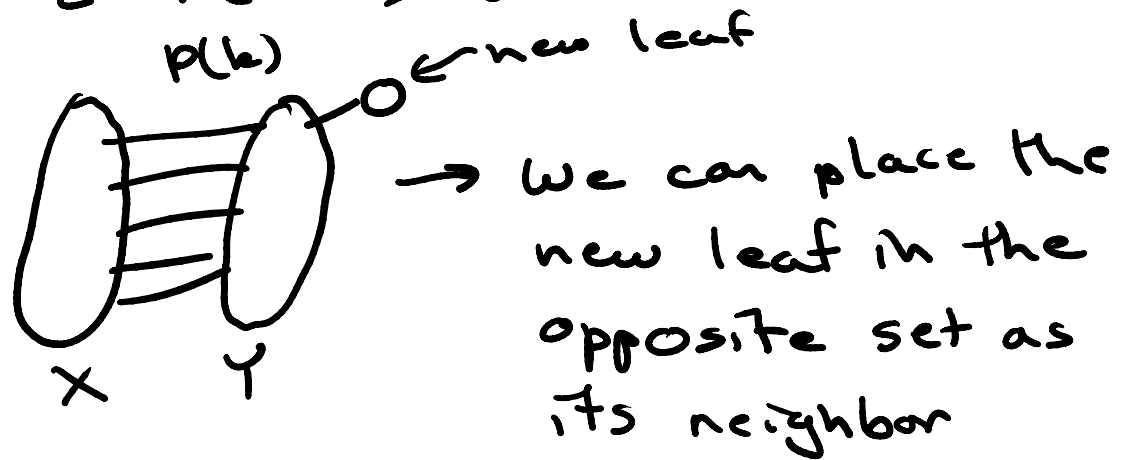 P(k)
new leaf
X
Y
→ we can place the
new leaf in the
opposite set as
its neighbor